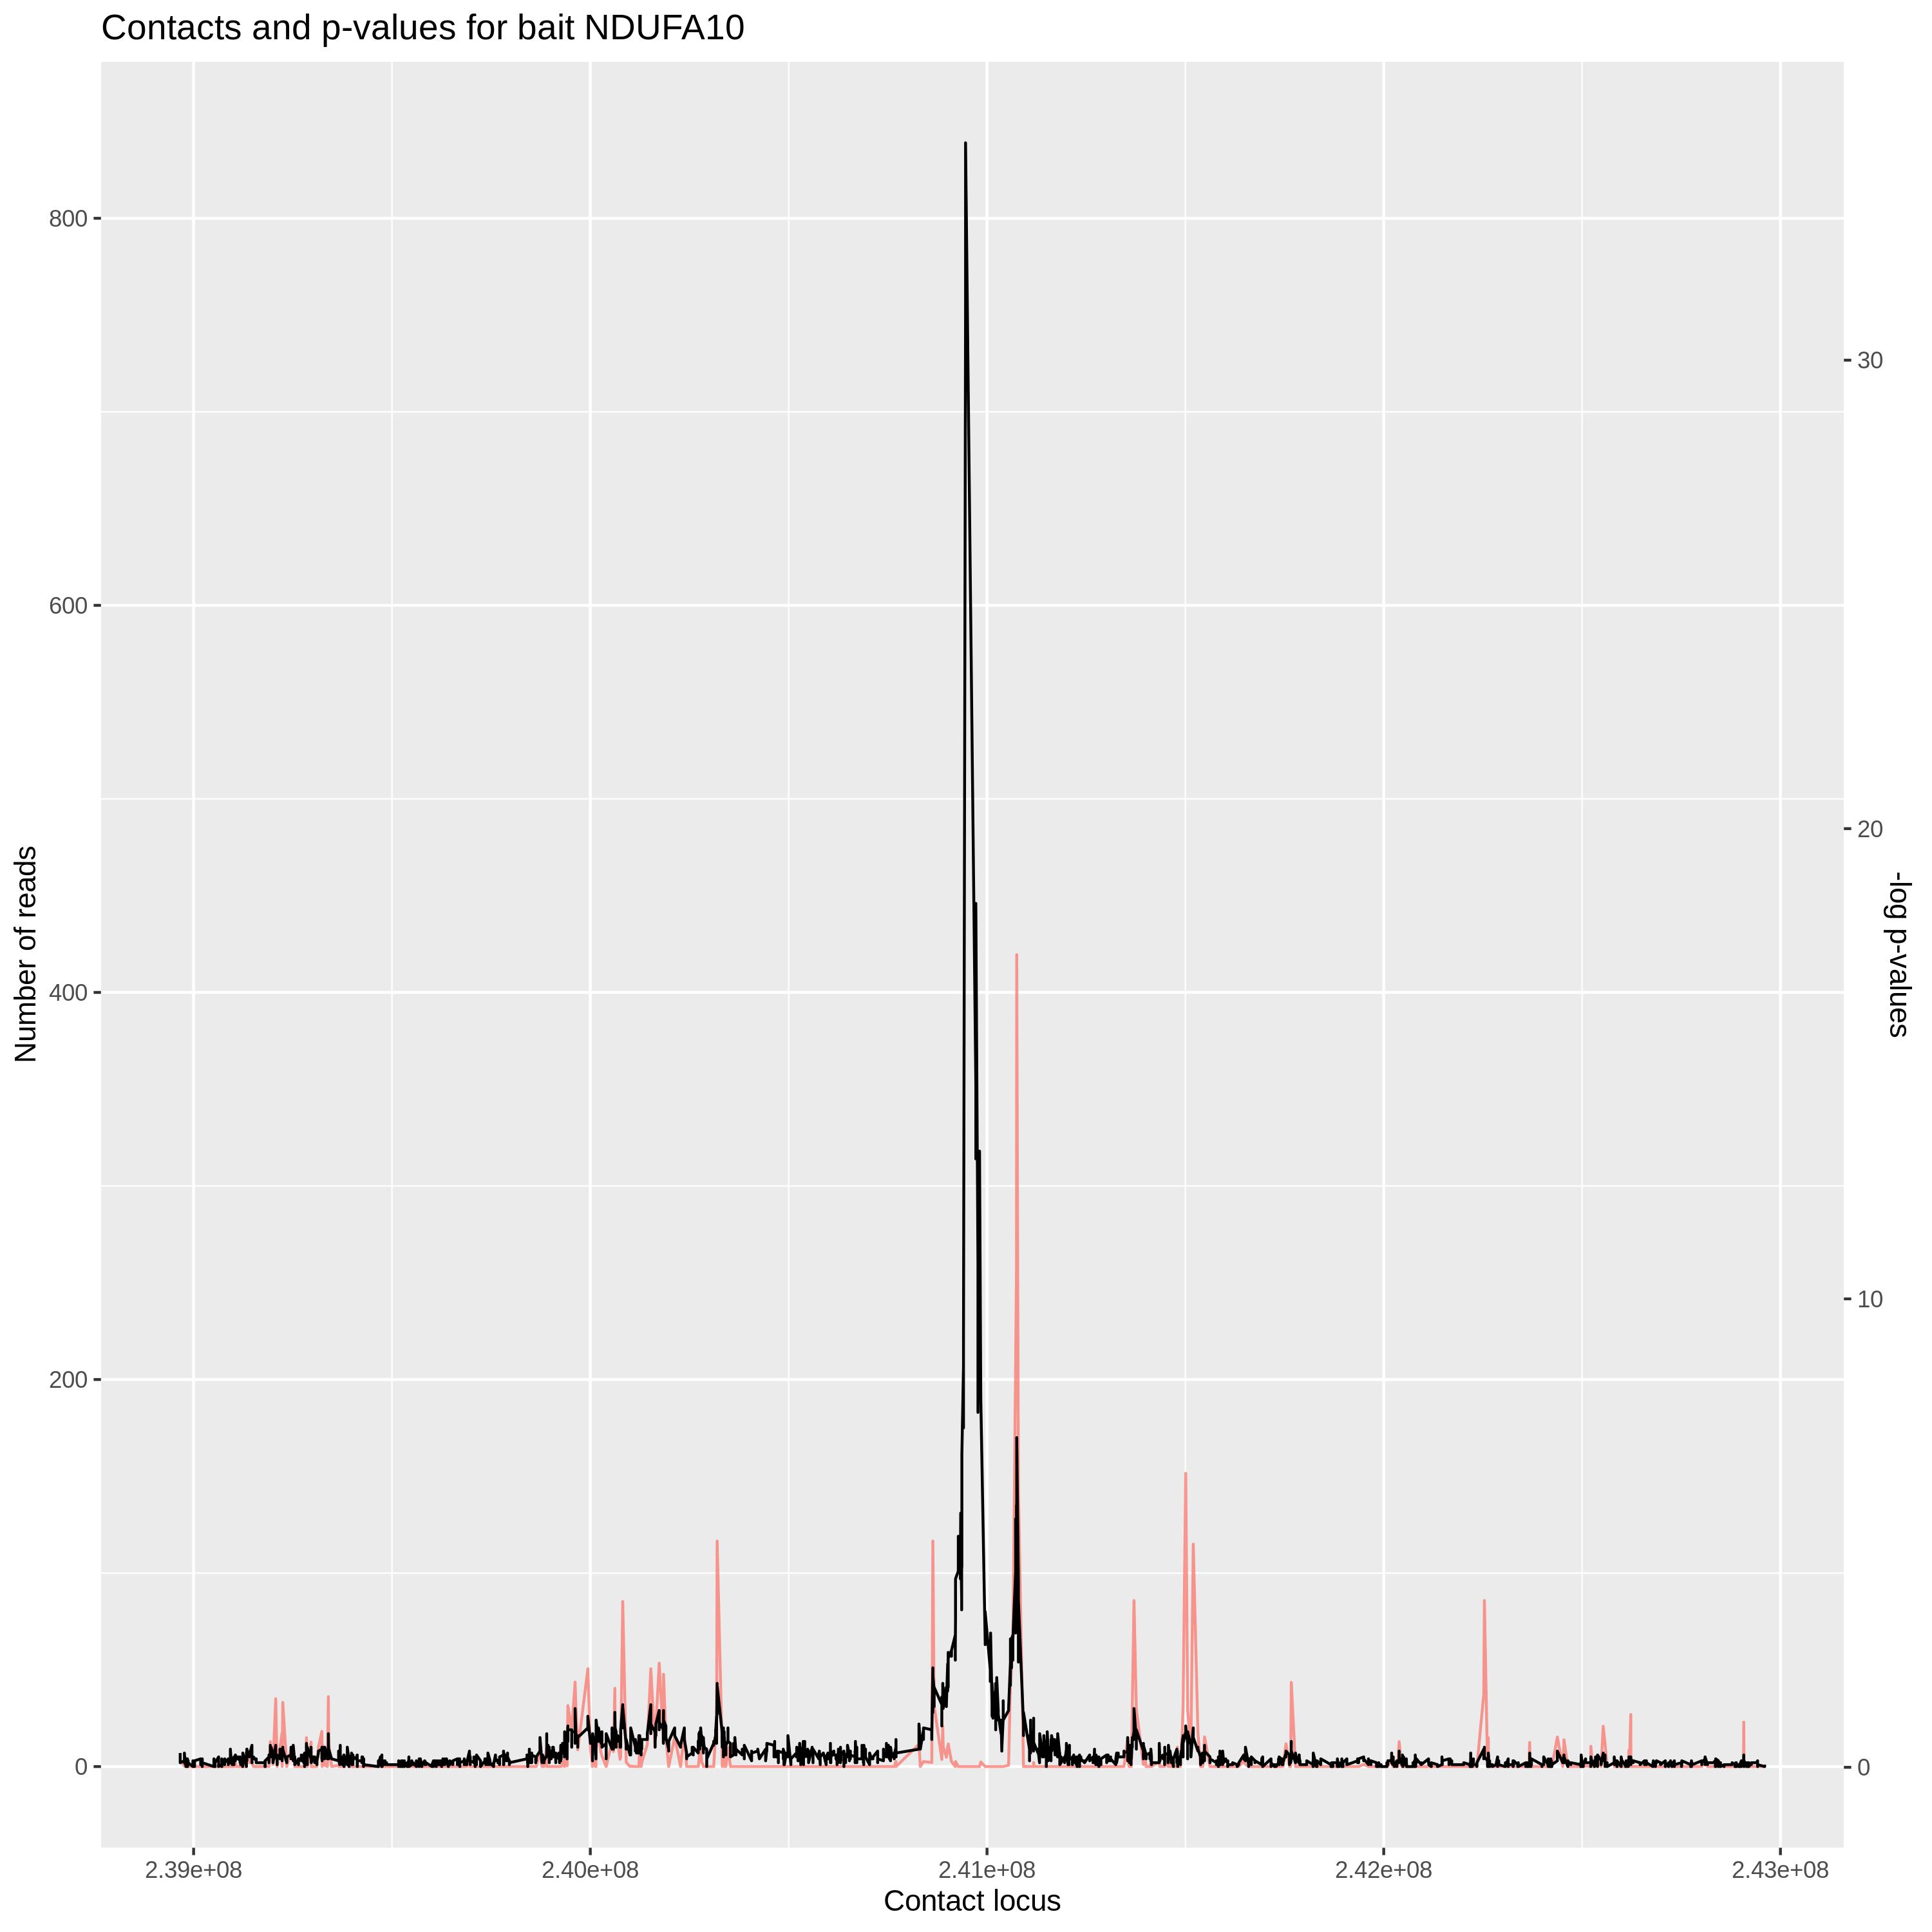 Contacts and p-values for bait NDUFA10
800
600
400
200
0
Number of reads
30
20
10
0
-log p-values
2.39e+08
2.40e+08
2.41e+08
2.42e+08
2.43e+08
Contact locus